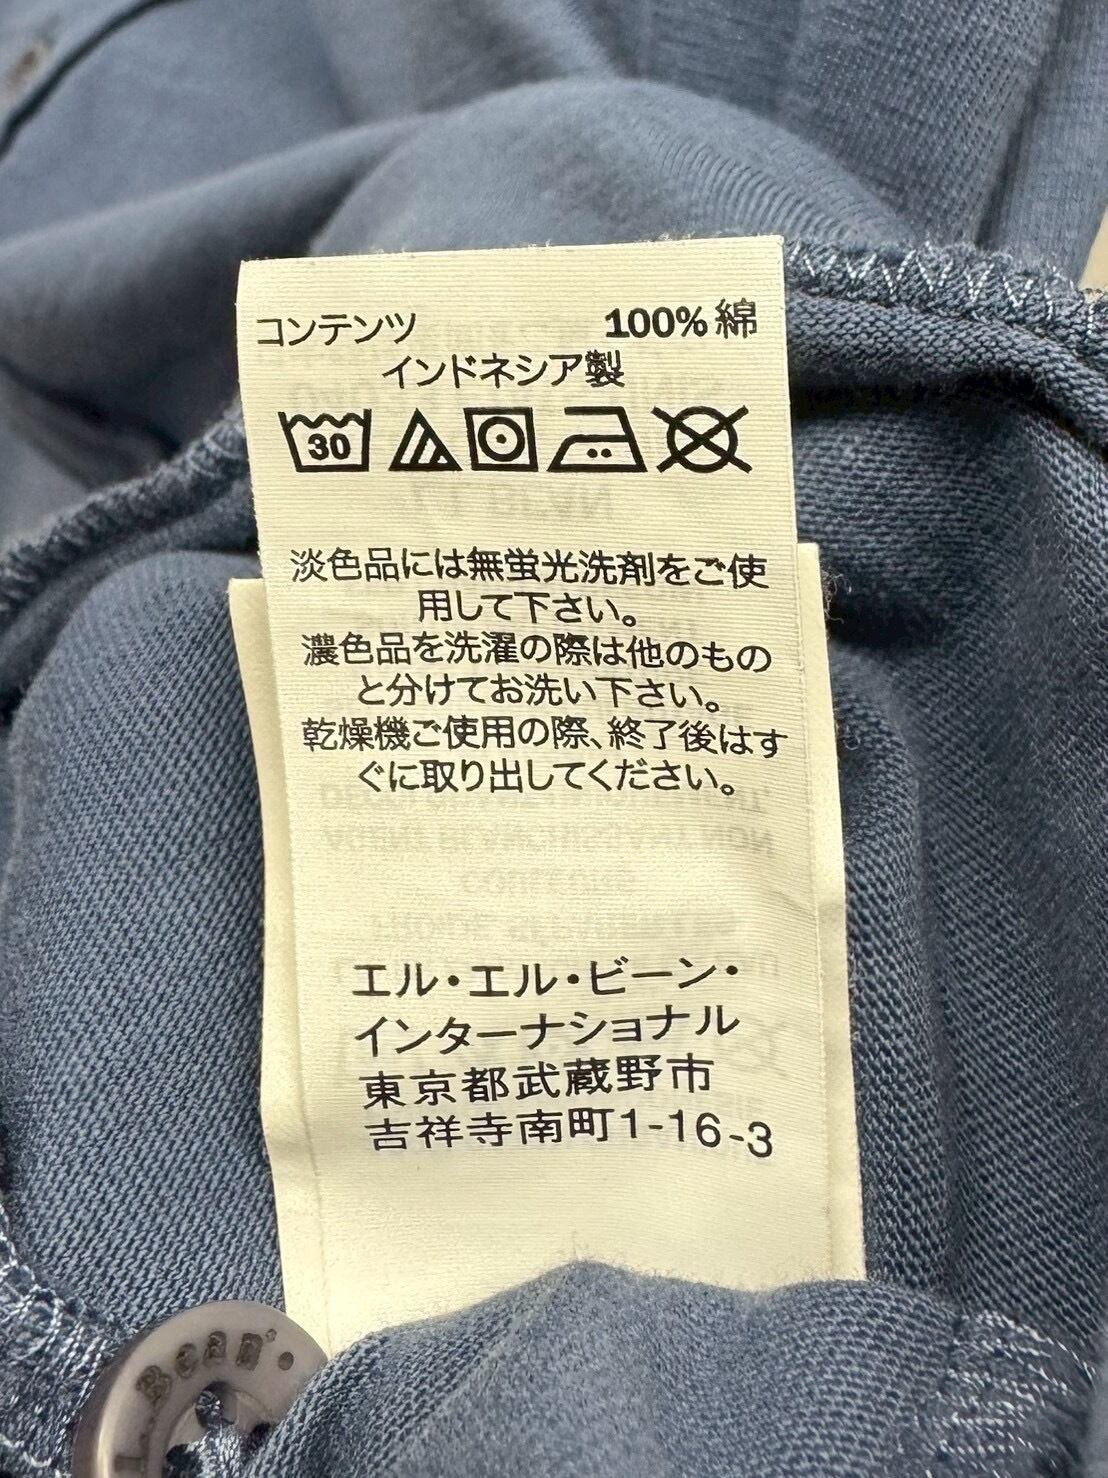 コンテンツ 100% 綿
インドネシア製
30
淡色品には無蛍光洗剤をご使
用して下さい。
濃色品を洗濯の際は他のもの
と分けてお洗い下さい。
乾燥機ご使用の際、終了後はす
ぐに取り出してください。
エル・エル・ビーン・
インターナショナル
東京都武蔵野市
吉祥寺南町1-16-3
Bean